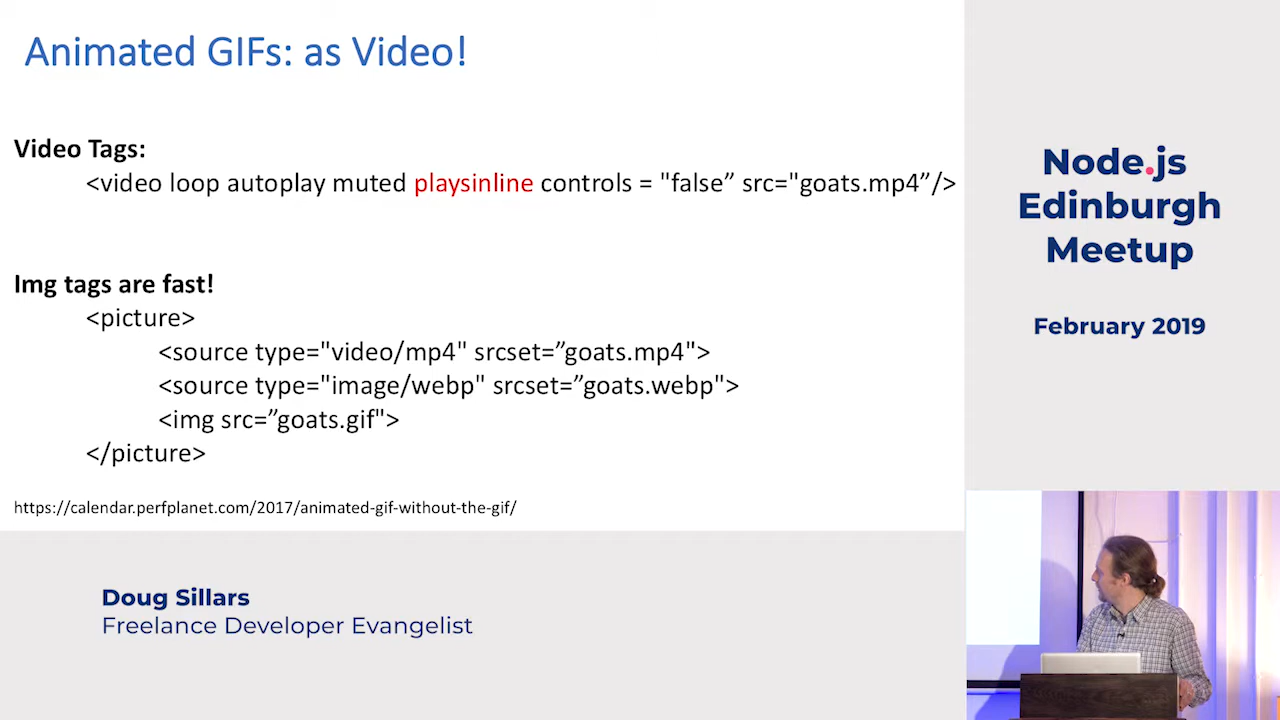 Animated GIFs: as Video!
Video Tags:
<video loop autoplay muted playsinline controls = "false” src="goats.mp4”/>
Img tags are fast!
<picture>
<source type="video/mp4" srcset=”goats.mp4">
<source type="image/webp" srcset=”goats.webp">
<img src=”goats.gif">
</picture>
https://calendar.perfplanet.com/2017/animated-gif-without-the-gif/
Node.js
Edinburgh
Meetup
February 2019
Doug Sillars
Freelance Developer Evangelist